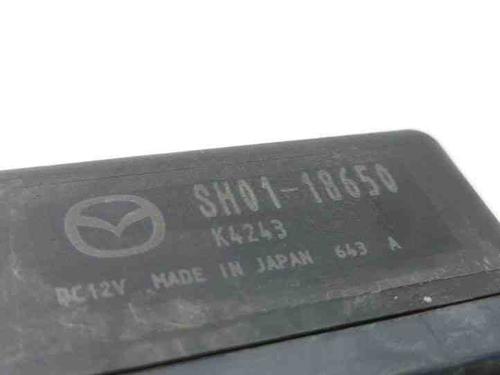 SH01-18650
K4243
DC12V MADE IN JAPAN 643 A